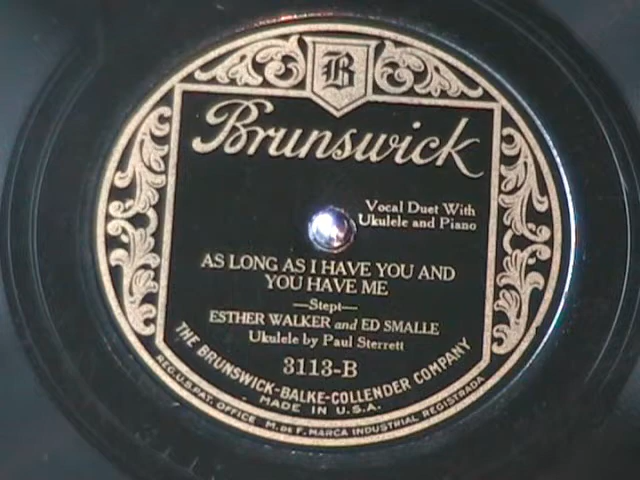 B
Brunswick
Vocal Duet With
Ukulele and Piano
AS LONG AS I HAVE YOU AND
YOU HAVE ME
—Stept—
ESTHER WALKER and ED SMALLE
Ukulele by Paul Sterrett
3113-B
THE BRUNSWICK-BALKE-COLLENDER COMPANY
MADE IN U.S.A.
REG.U.S.PAT. OFFICE M. DE F. MARCA INDUSTRIAL REGISTRADA